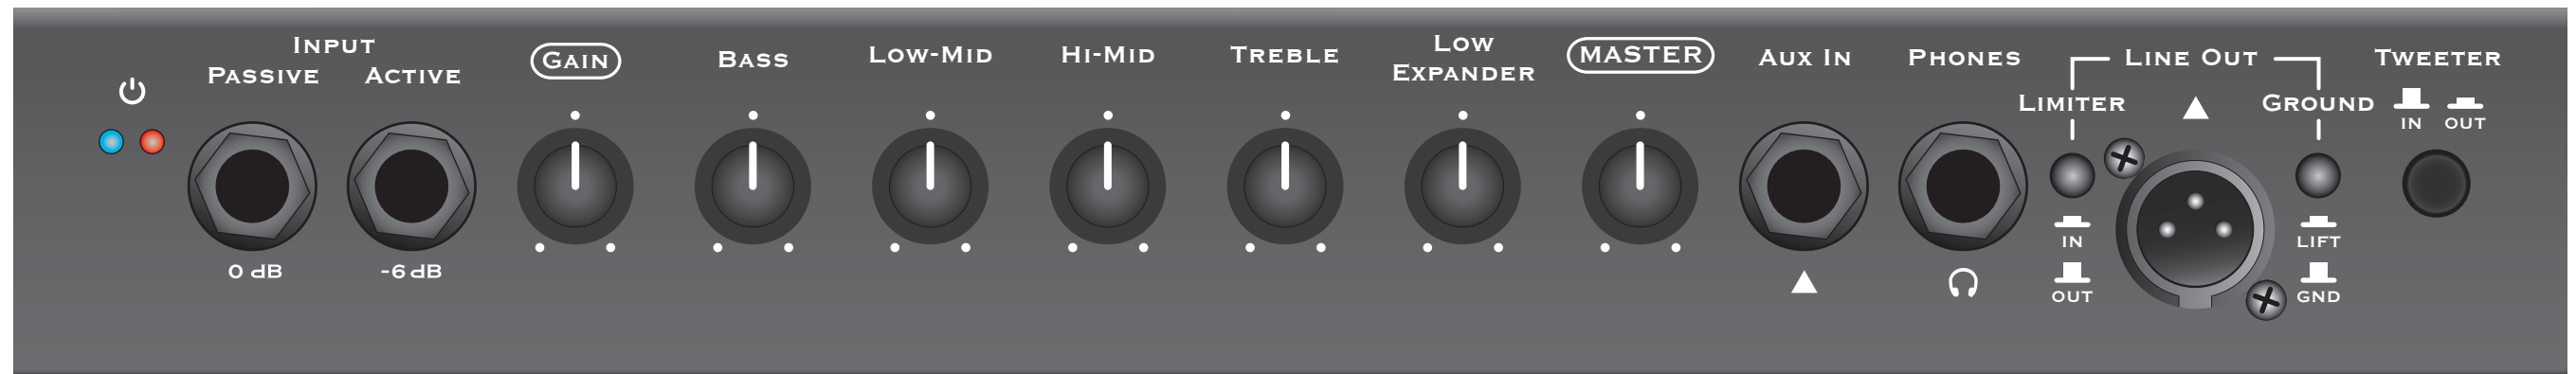 INPUT
PASSIVE
ACTIVE
0 dB
-6 dB
GAIN
BASS
LOW-MID
HI-MID
TREBLE
LOW
EXPANDER
MASTER
AUX IN
PHONES
LINE OUT
LIMITER
IN
OUT
GROUND
LIFT
GND
TWEETER
IN OUT